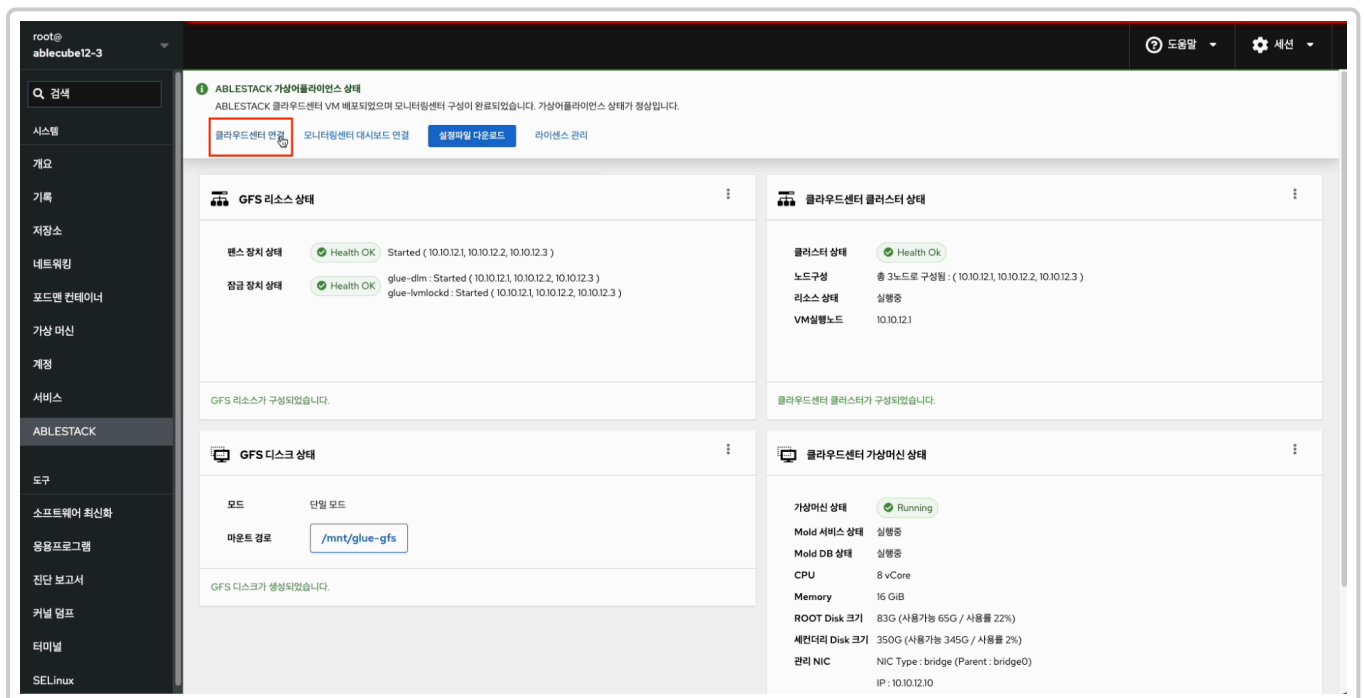 root@
ablecube12-3
도움말
세션
검색
시스템
개요
기록
저장소
네트워킹
포드맨 컨테이너
가상 머신
계정
서비스
ABLESTACK
도구
소프트웨어 최신화
응용프로그램
진단 보고서
커널 덤프
터미널
SELinux
ABLESTACK 가상어플라이언스 상태
ABLESTACK 클라우드센터 VM 배포되었으며 모니터링센터 구성이 완료되었습니다. 가상어플라이언스 상태가 정상입니다.
클라우드센터 연결 모니터링센터 대시보드 연결 설정파일 다운로드 라이센스 관리
GFS 리소스 상태
펜스 장치 상태 Health OK Started ( 10.10.12.1, 10.10.12.2, 10.10.12.3 )
잠금 장치 상태 Health OK glue-dlm : Started ( 10.10.12.1, 10.10.12.2, 10.10.12.3 )
glue-lvmlockd : Started ( 10.10.12.1, 10.10.12.2, 10.10.12.3 )
GFS 리소스가 구성되었습니다.
클라우드센터 클러스터 상태
클러스터 상태 Health Ok
노드구성 총 3노드로 구성됨 : ( 10.10.12.1, 10.10.12.2, 10.10.12.3 )
리소스 상태 실행중
VM실행노드 10.10.12.1
클라우드센터 클러스터가 구성되었습니다.
GFS 디스크 상태
모드 단일 모드
마운트 경로 /mnt/glue-gfs
GFS 디스크가 생성되었습니다.
클라우드센터 가상머신 상태
가상머신 상태 Running
Mold 서비스 상태 실행중
Mold DB 상태 실행중
CPU 8 vCore
Memory 16 GiB
ROOT Disk 크기 83G (사용가능 65G / 사용률 22%)
세컨더리 Disk 크기 350G (사용가능 345G / 사용률 2%)
관리 NIC NIC Type : bridge (Parent : bridge0)
IP : 10.10.12.10